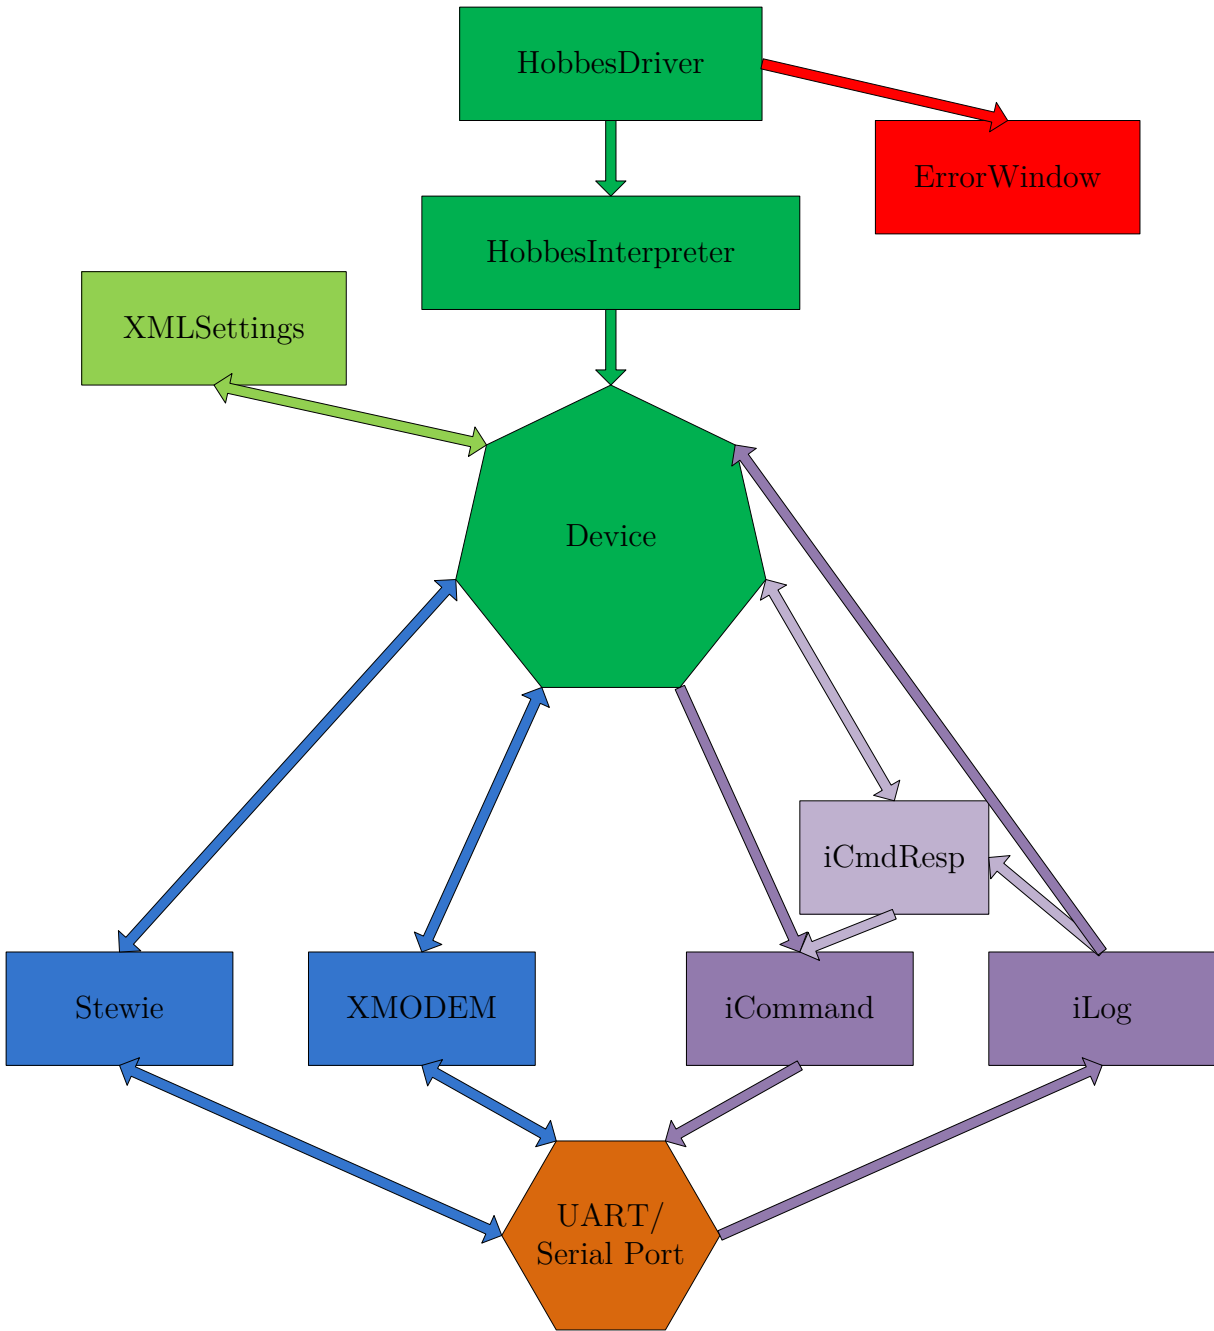 HobbesDriver
ErrorWindow
HobbesInterpreter
XMLSettings
Device
iCmdResp
Stewie
XMODEM
iCommand
iLog
UART/
Serial Port